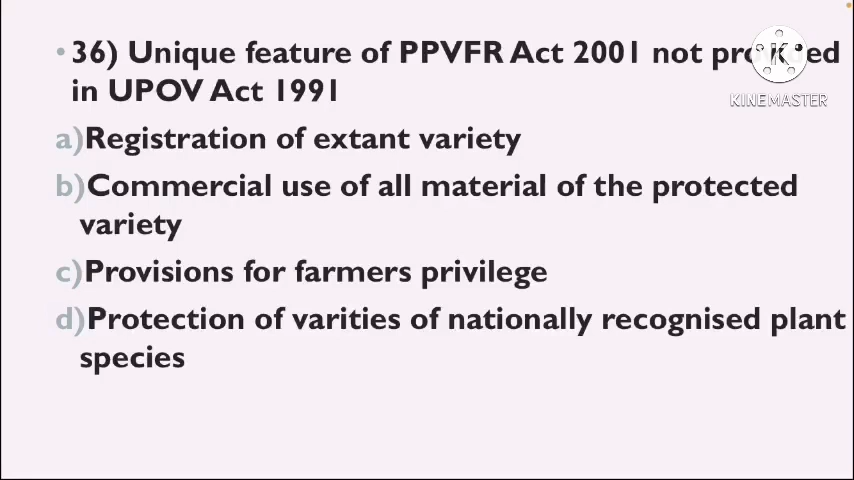 • 36) Unique feature of PPVFR Act 2001 not provided
in UPOV Act 1991
a)Registration of extant variety
b)Commercial use of all material of the protected
variety
c)Provisions for farmers privilege
d)Protection of varities of nationally recognised plant
species
K
KINEMASTER